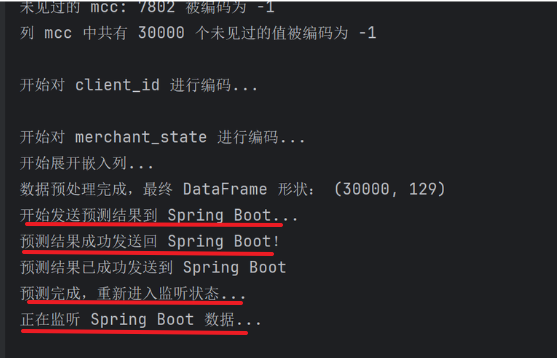 未见过的 mcc: 7802 被编码为 -1
列 mcc 中共有 30000 个未见过的值被编码为 -1
开始对 client_id 进行编码...
开始对 merchant_state 进行编码...
开始展开嵌入列...
数据预处理完成，最终 DataFrame 形状： (30000, 129)
开始发送预测结果到 Spring Boot...
预测结果成功发送回 Spring Boot!
预测结果已成功发送到 Spring Boot
预测完成，重新进入监听状态...
正在监听 Spring Boot 数据...